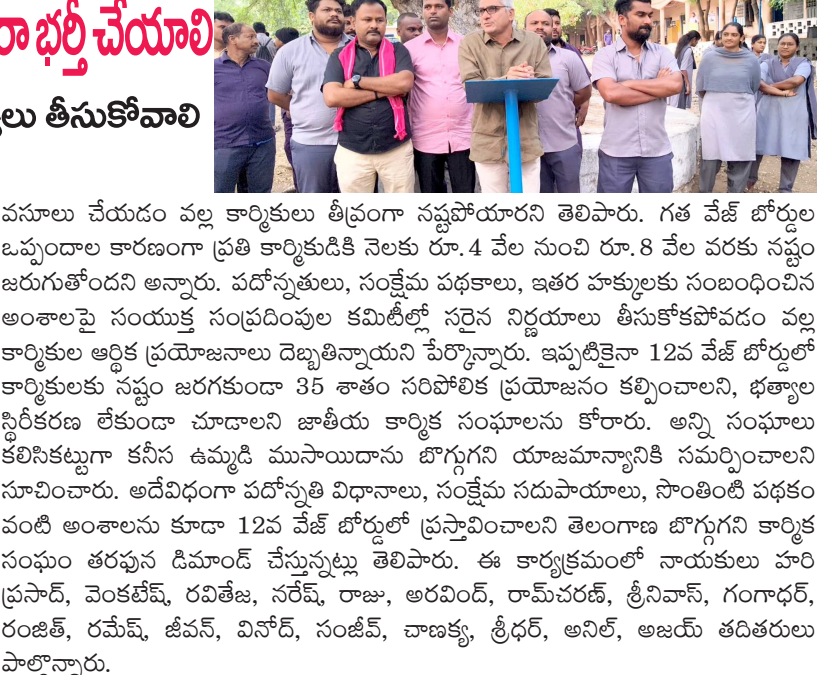 భర్తీ చేయాలి
తీసుకోవాలి
వసూలు చేయడం వల్ల కార్మికులు తీవ్రంగా నష్టపోయారని తెలిపారు. గత వేజ్ బోర్డుల
ఒప్పందాల కారణంగా ప్రతి కార్మికుడికి నెలకు రూ.4 వేల నుంచి రూ.8 వేల వరకు నష్టం
జరుగుతోందని అన్నారు. పదోన్నతులు, సంక్షేమ పథకాలు, ఇతర హక్కులకు సంబంధించిన
అంశాలపై సంయుక్త సంప్రదింపుల కమిటీల్లో సరైన నిర్ణయాలు తీసుకోకపోవడం వల్ల
కార్మికుల ఆర్థిక ప్రయోజనాలు దెబ్బతిన్నాయని పేర్కొన్నారు. ఇప్పటికైనా 12వ వేజ్ బోర్డులో
కార్మికులకు నష్టం జరగకుండా 35 శాతం సరిపోలిక ప్రయోజనం కల్పించాలని, భత్యాల
స్థిరీకరణ లేకుండా చూడాలని జాతీయ కార్మిక సంఘాలను కోరారు. అన్ని సంఘాలు
కలిసికట్టుగా కనీస ఉమ్మడి ముసాయిదాను బొగ్గుగని యాజమాన్యానికి సమర్పించాలని
సూచించారు. అదేవిధంగా పదోన్నతి విధానాలు, సంక్షేమ సదుపాయాలు, సొంతింటి పథకం
వంటి అంశాలను కూడా 12వ వేజ్ బోర్డులో ప్రస్తావించాలని తెలంగాణ బొగ్గుగని కార్మిక
సంఘం తరఫున డిమాండ్ చేస్తున్నట్లు తెలిపారు. ఈ కార్యక్రమంలో నాయకులు హరి
ప్రసాద్, వెంకటేష్, రవితేజ, నరేష్, రాజు, అరవింద్, రామ్‌చరణ్, శ్రీనివాస్, గంగాధర్,
రంజిత్, రమేష్, జీవన్, వినోద్, సంజీవ్, చాణక్య, శ్రీధర్, అనిల్, అజయ్ తదితరులు
పాల్గొన్నారు.